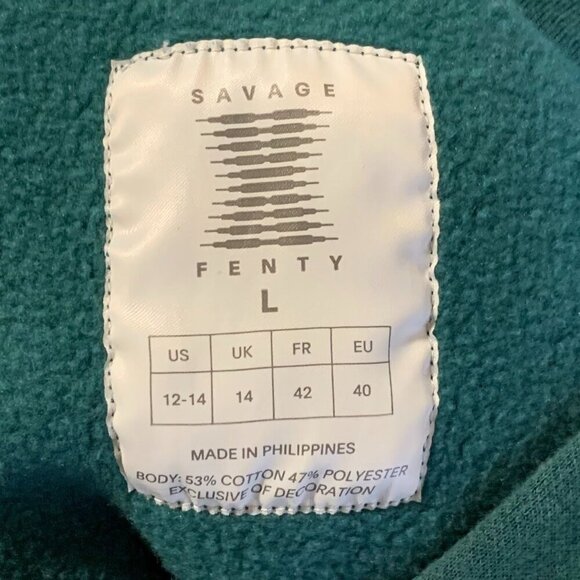 SAVAGE
FENTY
L
US UK FR EU
12-14 14 42 40
MADE IN PHILIPPINES
BODY: 53% COTTON 47% POLYESTER
EXCLUSIVE OF DECORATION